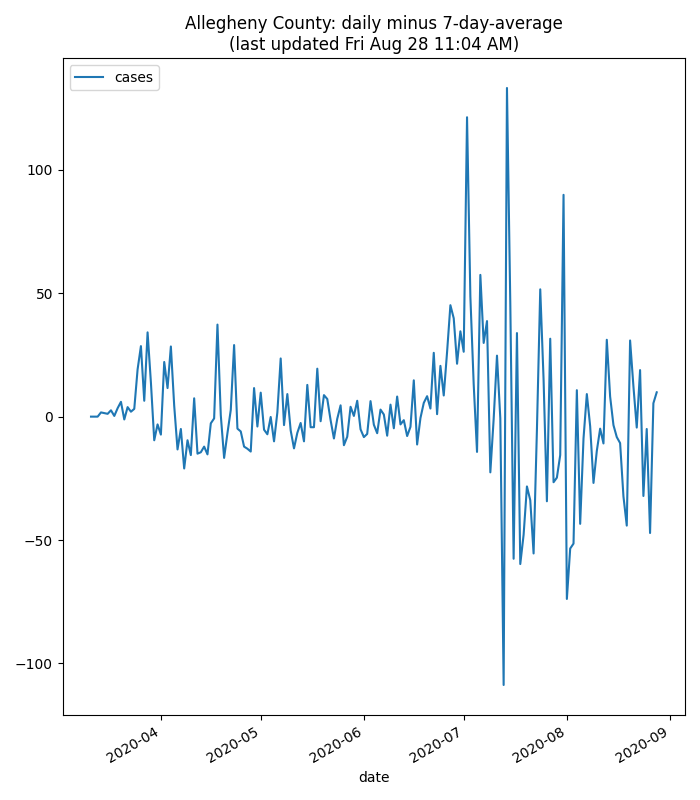 Allegheny County: daily minus 7-day-average
(last updated Fri Aug 28 11:04 AM)
cases
100
50
0
−50
−100
2020-04
2020-05
2020-06
2020-07
2020-08
2020-09
date